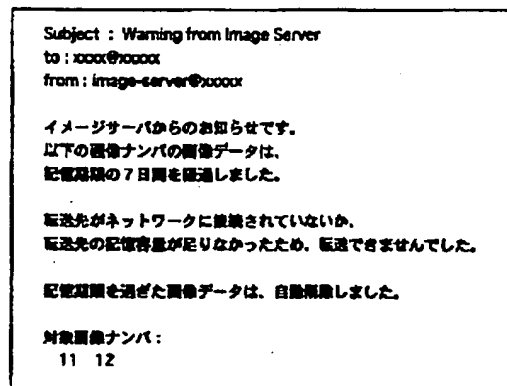 Subject : Warning from Image Server
to : xxxx@xxxxx
from : image-server@xxxxx
イメージサーバからのお知らせです。
以下の画像ナンバの画像データは、
記憶期限の7日間を経過しました。
転送先がネットワークに接続されていないか、
転送先の記憶容量が足りなかったため、転送できませんでした。
記憶期間を過ぎた画像データは、自動削除しました。
対象画像ナンバ：
11 12